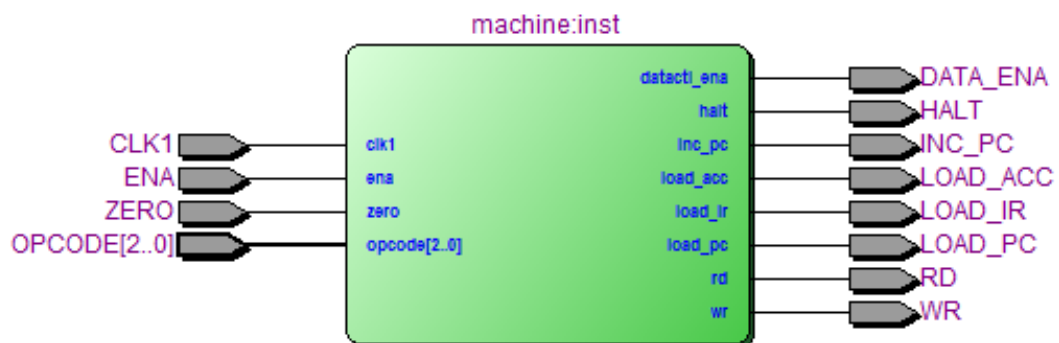 machine:inst
CLK1
ENA
ZERO
OPCODE[2..0]
clk1
ena
zero
opcode[2..0]
datactl_ena
halt
inc_pc
load_acc
load_ir
load_pc
rd
wr
DATA_ENA
HALT
INC_PC
LOAD_ACC
LOAD_IR
LOAD_PC
RD
WR